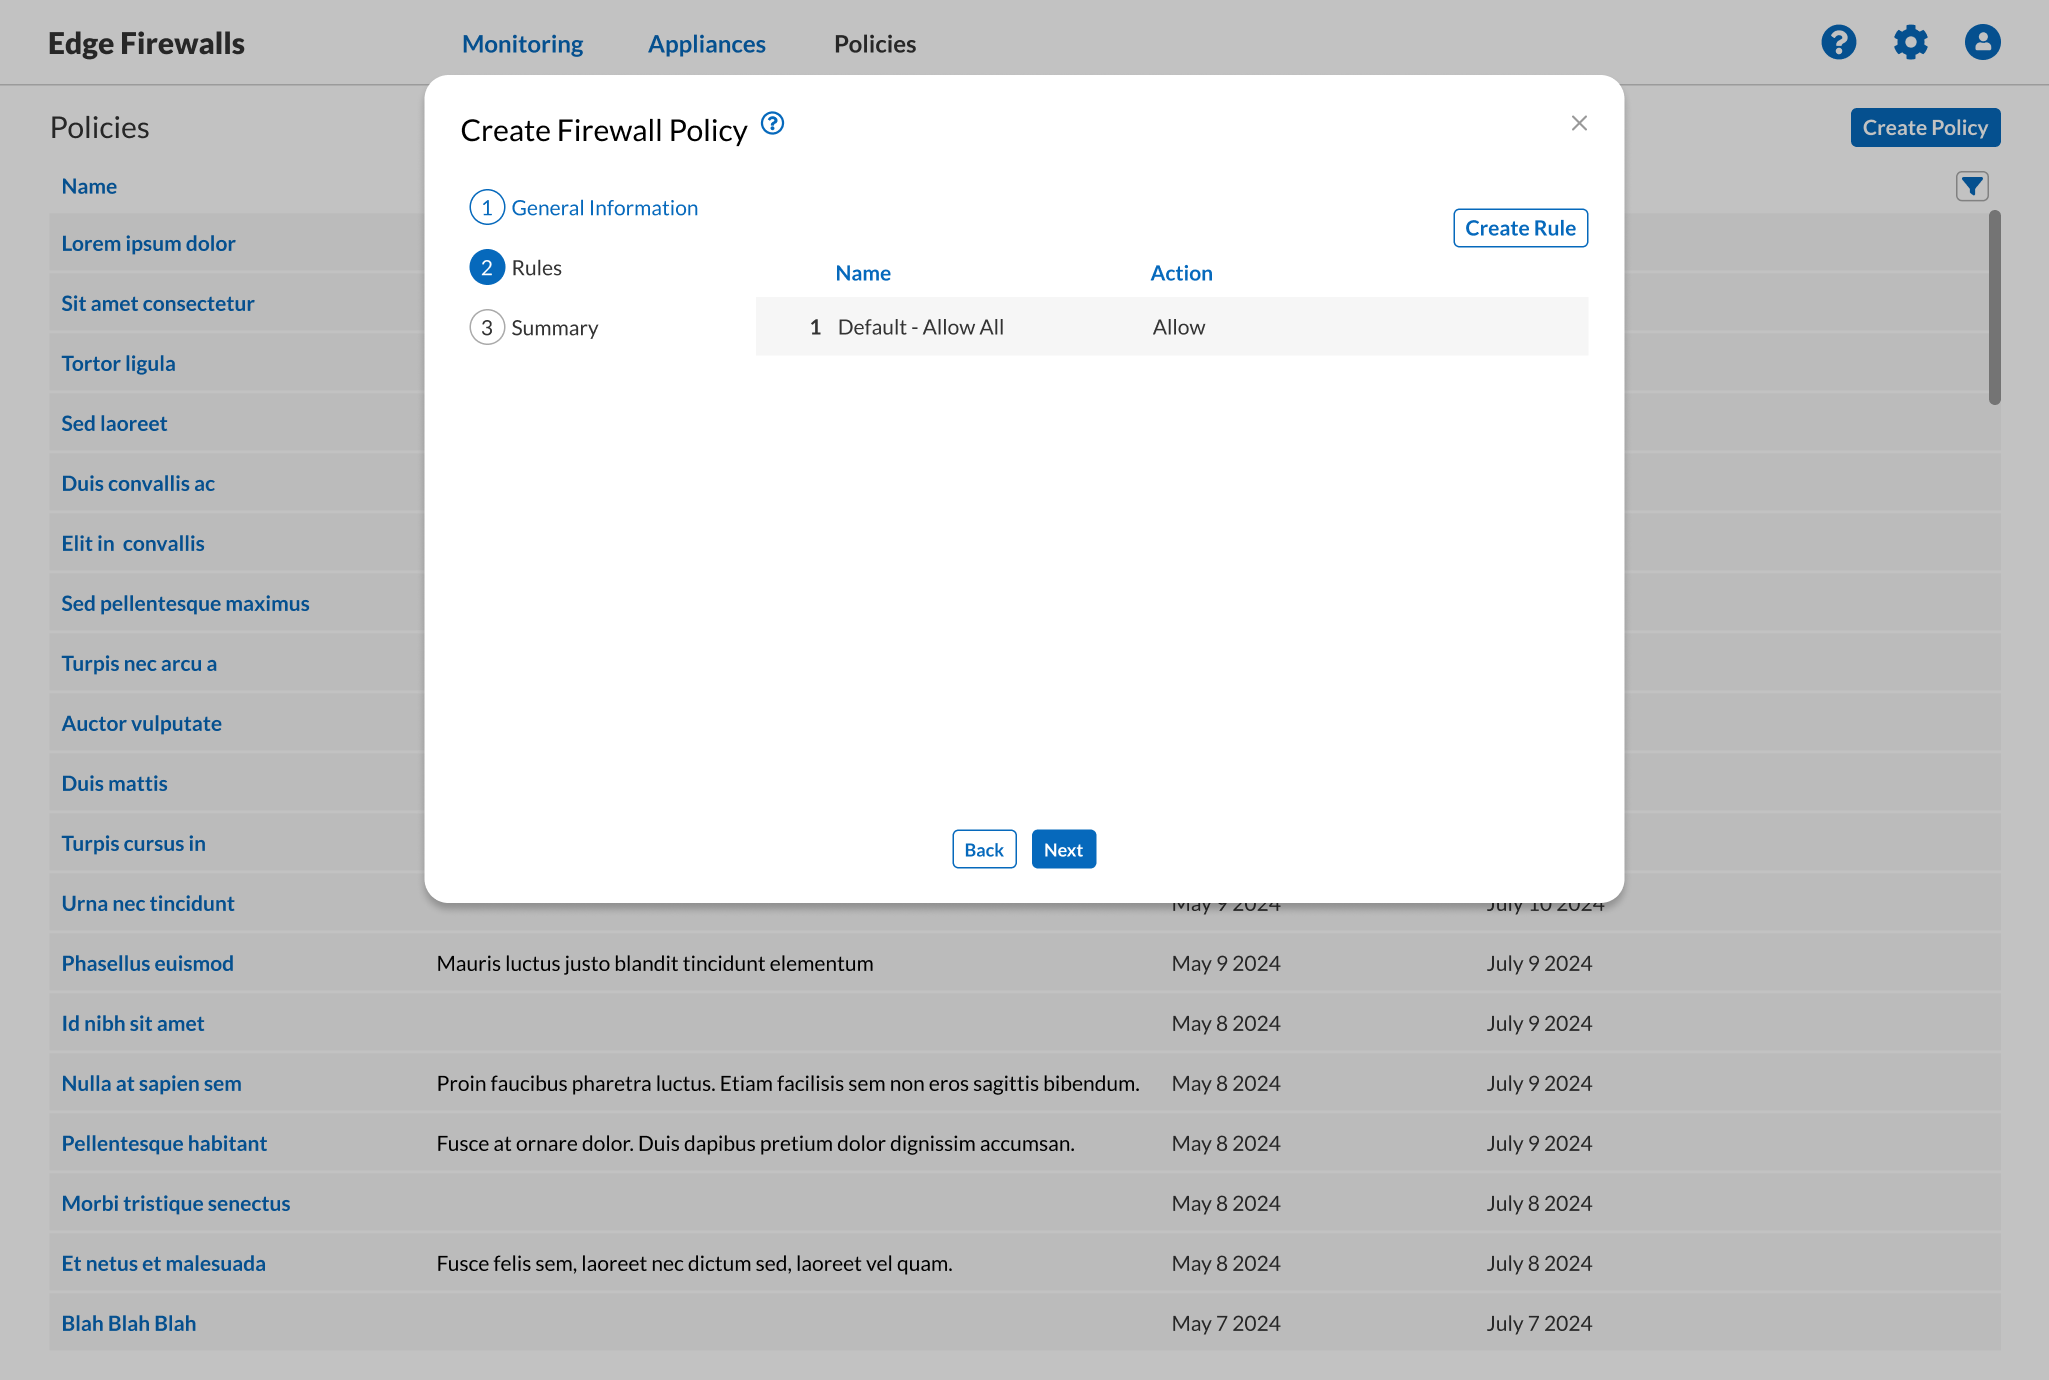 Edge Firewalls
Monitoring
Appliances
Policies
Policies
Create Policy
Name
Create Firewall Policy
1 General Information
2 Rules
3 Summary
Create Rule
Name Action
1 Default - Allow All Allow
Back
Next
Lorem ipsum dolor
Sit amet consectetur
Tortor ligula
Sed laoreet
Duis convallis ac
Elit in convallis
Sed pellentesque maximus
Turpis nec arcu a
Auctor vulputate
Duis mattis
Turpis cursus in
Urna nec tincidunt May 9 2024 July 10 2024
Phasellus euismod Mauris luctus justo blandit tincidunt elementum May 9 2024 July 9 2024
Id nibh sit amet May 8 2024 July 9 2024
Nulla at sapien sem Proin faucibus pharetra luctus. Etiam facilisis sem non eros sagittis bibendum. May 8 2024 July 9 2024
Pellentesque habitant Fusce at ornare dolor. Duis dapibus pretium dolor dignissim accumsan. May 8 2024 July 9 2024
Morbi tristique senectus May 8 2024 July 8 2024
Et netus et malesuada Fusce felis sem, laoreet nec dictum sed, laoreet vel quam. May 8 2024 July 8 2024
Blah Blah Blah May 7 2024 July 7 2024